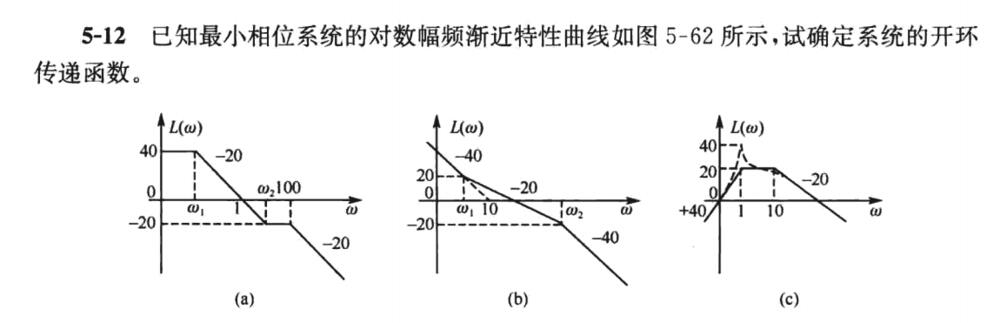 5-12 已知最小相位系统的对数幅频渐近特性曲线如图 5-62 所示,试确定系统的开环
传递函数。
L(ω)
40
-20
0
ω₁
1
ω₂100
ω
-20
-20
(a)
L(ω)
-40
20
0
-20
ω₁ 10
ω₂
ω
-20
-40
(b)
L(ω)
40
20
-20
0
+40
1
10
ω
(c)